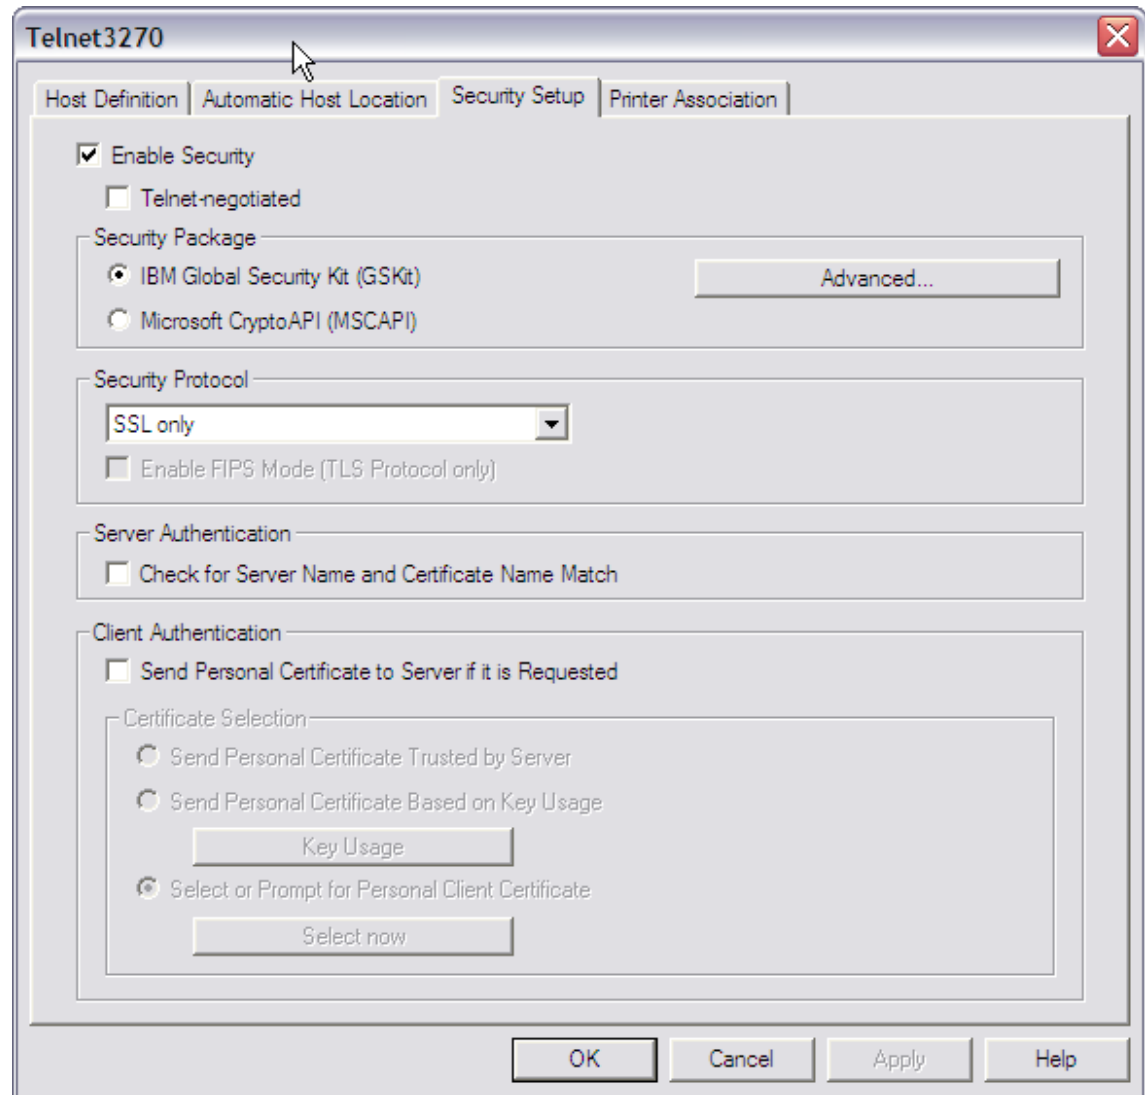 Telnet3270
Host Definition Automatic Host Location Security Setup Printer Association
Enable Security
Telnet-negotiated
Security Package
IBM Global Security Kit (GSKit) Advanced...
Microsoft CryptoAPI (MSCAPI)
Security Protocol
SSL only
Enable FIPS Mode (TLS Protocol only)
Server Authentication
Check for Server Name and Certificate Name Match
Client Authentication
Send Personal Certificate to Server if it is Requested
Certificate Selection
Send Personal Certificate Trusted by Server
Send Personal Certificate Based on Key Usage
Key Usage
Select or Prompt for Personal Client Certificate
Select now
OK Cancel Apply Help